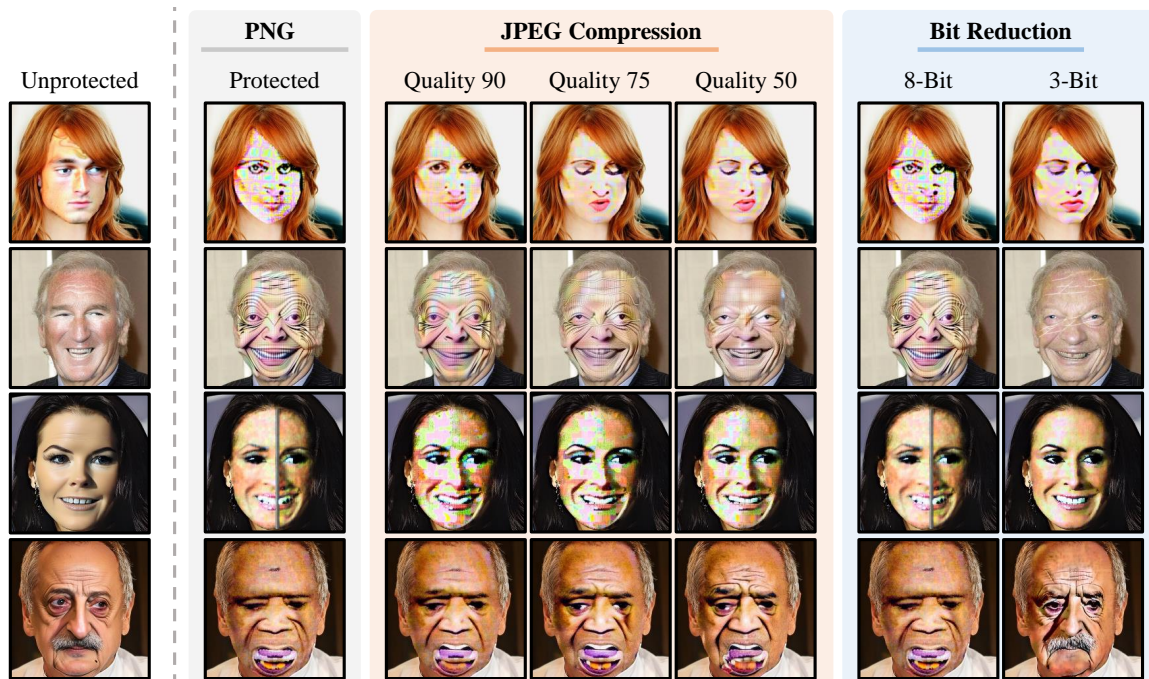 PNG
JPEG Compression
Bit Reduction
Unprotected
Protected
Quality 90
Quality 75
Quality 50
8-Bit
3-Bit